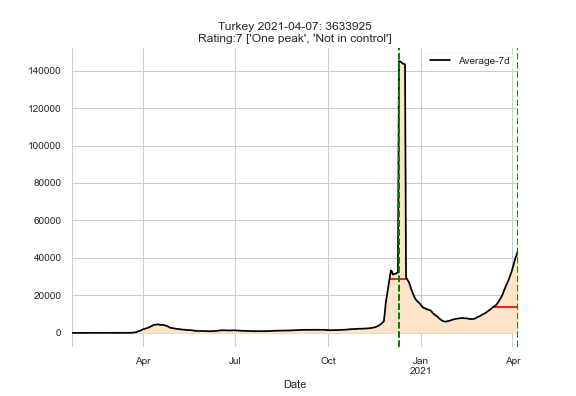 Turkey 2021-04-07: 3633925
Rating:7 ['One peak', 'Not in control']
Average-7d
140000
120000
100000
80000
60000
40000
20000
0
Apr
Jul
Oct
Jan
2021
Apr
Date